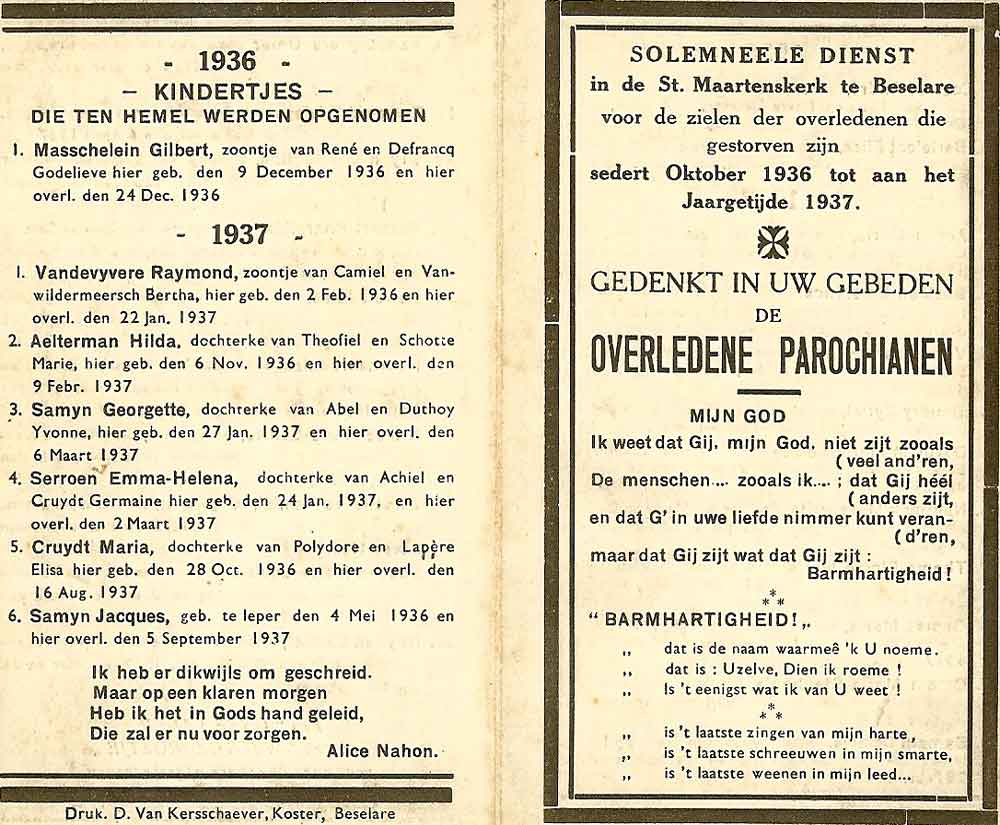 - 1936 -
— KINDERTJES —
DIE TEN HEMEL WERDEN OPGENOMEN
1. Masschelein Gilbert, zoontje van René en Defrancq
Godelieve hier geb. den 9 December 1936 en hier
overl. den 24 Dec. 1936
- 1937 -
1. Vandevyvere Raymond, zoontje van Camiel en Van-
wildermeersch Bertha, hier geb. den 2 Feb. 1936 en hier
overl. den 22 Jan. 1937
2. Aelterman Hilda, dochterke van Theofiel en Schotte
Marie, hier geb. den 6 Nov. 1936 en hier overl. den
9 Febr. 1937
3. Samyn Georgette, dochterke van Abel en Duthoy
Yvonne, hier geb. den 27 Jan. 1937 en hier overl. den
6 Maart 1937
4. Serroen Emma-Helena, dochterke van Achiel en
Cruydt Germaine hier geb. den 24 Jan. 1937, en hier
overl. den 2 Maart 1937
5. Cruydt Maria, dochterke van Polydore en Lapère
Elisa hier geb. den 28 Oct. 1936 en hier overl. den
16 Aug. 1937
6. Samyn Jacques, geb. te Ieper den 4 Mei 1936 en
hier overl. den 5 September 1937
Ik heb er dikwijls om geschreid.
Maar op een klaren morgen
Heb ik het in Gods hand geleid,
Die zal er nu voor zorgen.
Alice Nahon.
Druk. D. Van Kersschaever, Koster, Beselare
SOLEMNEELE DIENST
in de St. Maartenskerk te Beselare
voor de zielen der overledenen die
gestorven zijn
sedert Oktober 1936 tot aan het
Jaargetijde 1937.
GEDENKT IN UW GEBEDEN
DE
OVERLEDENE PAROCHIANEN
MIJN GOD
Ik weet dat Gij, mijn God, niet zijt zooals
( veel and'ren,
De menschen... zooals ik.... ; dat Gij héél
( anders zijt,
en dat G' in uwe liefde nimmer kunt veran-
( d'ren,
maar dat Gij zijt wat dat Gij zijt :
Barmhartigheid !
* * *
“ BARMHARTIGHEID! „
„ dat is de naam waarmeê 'k U noeme.
„ dat is : Uzelve, Dien ik roeme !
„ Is 't eenigst wat ik van U weet !
* * *
„ is 't laatste zingen van mijn harte,
„ is 't laatste schreeuwen in mijn smarte,
„ is 't laatste weenen in mijn leed...